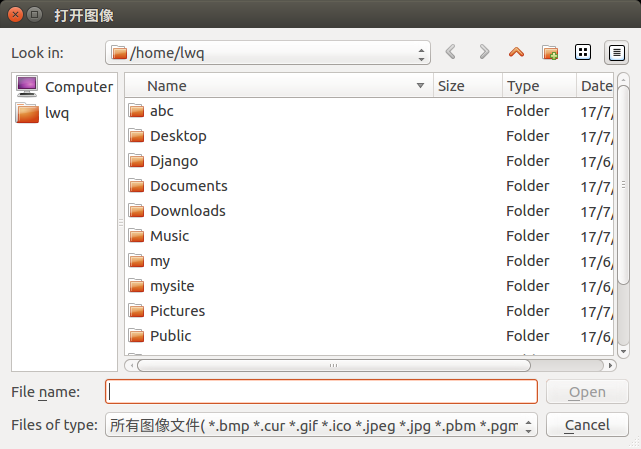 打开图像
Look in: /home/lwq
Computer
lwq
Name Size Type Date
abc Folder 17/7/
Desktop Folder 17/7/
Django Folder 17/6/
Documents Folder 17/7/
Downloads Folder 17/7/
Music Folder 17/7/
my Folder 17/6/
mysite Folder 17/6/
Pictures Folder 17/7/
Public Folder 17/6/
File name: Open
Files of type: 所有图像文件( *.bmp *.cur *.gif *.ico *.jpeg *.jpg *.pbm *.pgm Cancel